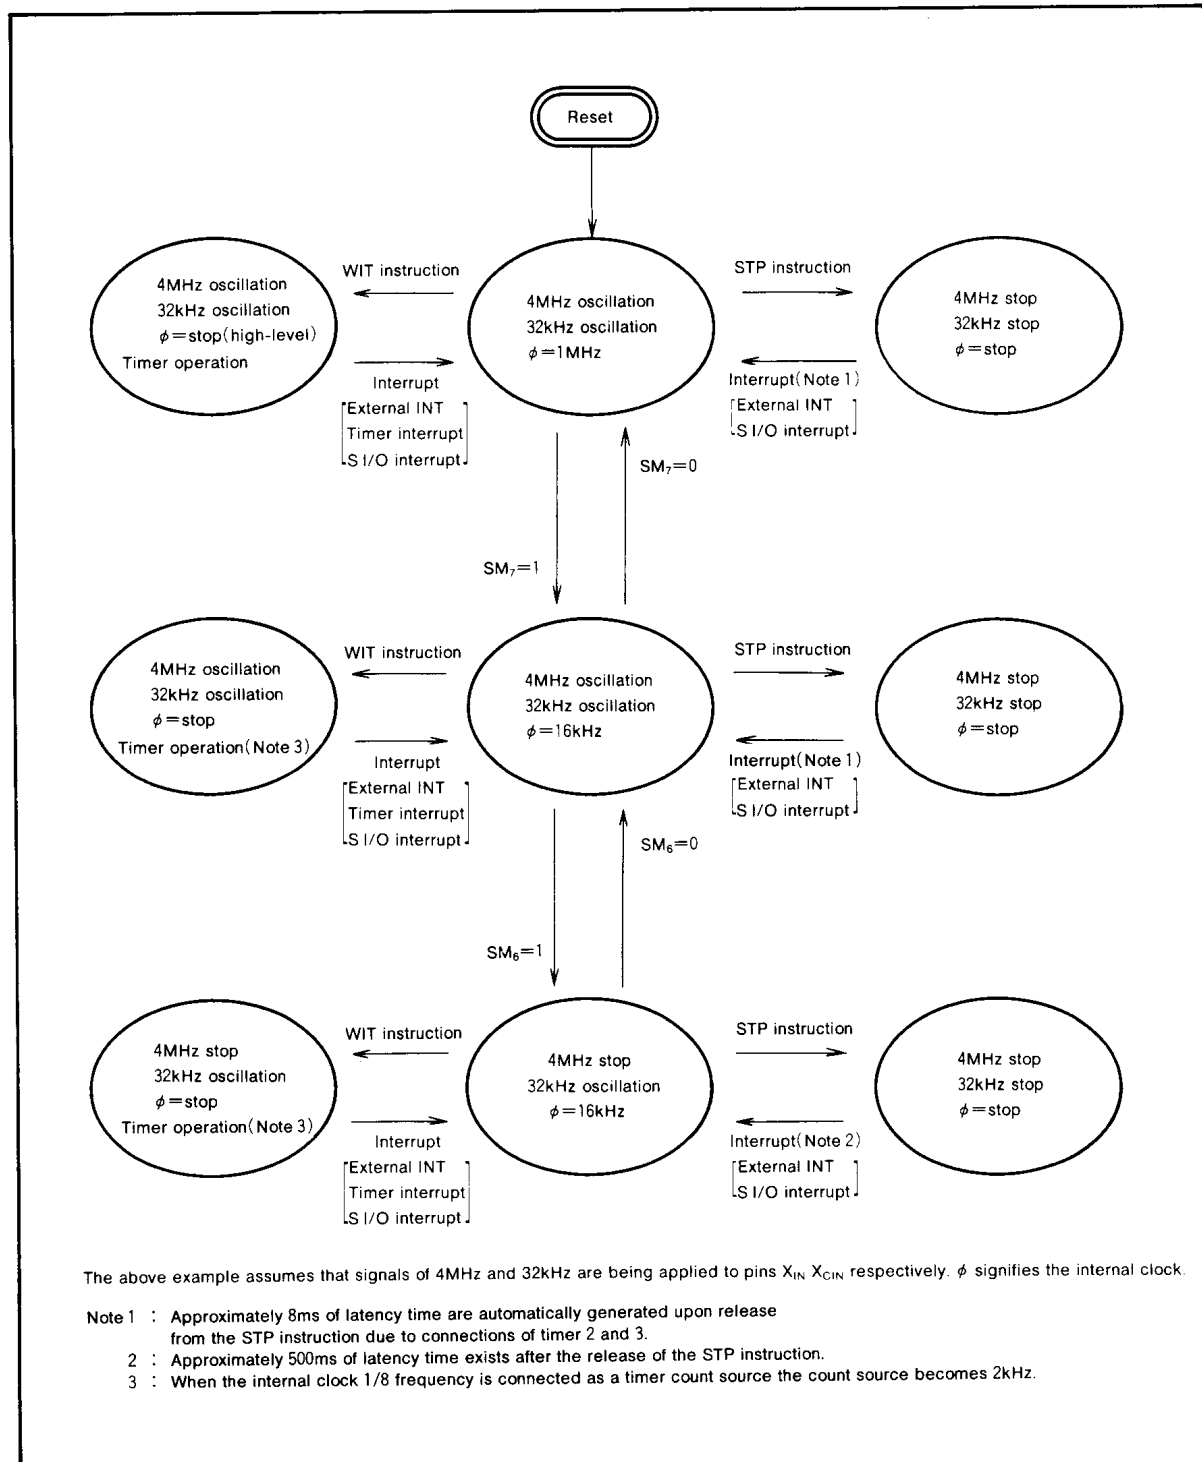 Reset
WIT instruction
STP instruction
4MHz oscillation
32kHz oscillation
φ=stop(high-level)
Timer operation
4MHz oscillation
32kHz oscillation
φ=1MHz
4MHz stop
32kHz stop
φ=stop
Interrupt
External INT
Timer interrupt
S I/O interrupt
Interrupt(Note 1)
External INT
S I/O interrupt
SM₇=0
SM₇=1
WIT instruction
STP instruction
4MHz oscillation
32kHz oscillation
φ=stop
Timer operation(Note 3)
4MHz oscillation
32kHz oscillation
φ=16kHz
4MHz stop
32kHz stop
φ=stop
Interrupt
External INT
Timer interrupt
S I/O interrupt
Interrupt(Note 1)
External INT
S I/O interrupt
SM₆=0
SM₆=1
WIT instruction
STP instruction
4MHz stop
32kHz oscillation
φ=stop
Timer operation(Note 3)
4MHz stop
32kHz oscillation
φ=16kHz
4MHz stop
32kHz stop
φ=stop
Interrupt
External INT
Timer interrupt
S I/O interrupt
Interrupt(Note 2)
External INT
S I/O interrupt
The above example assumes that signals of 4MHz and 32kHz are being applied to pins X_IN X_CIN respectively. φ signifies the internal clock.
Note 1 : Approximately 8ms of latency time are automatically generated upon release
from the STP instruction due to connections of timer 2 and 3.
2 : Approximately 500ms of latency time exists after the release of the STP instruction.
3 : When the internal clock 1/8 frequency is connected as a timer count source the count source becomes 2kHz.